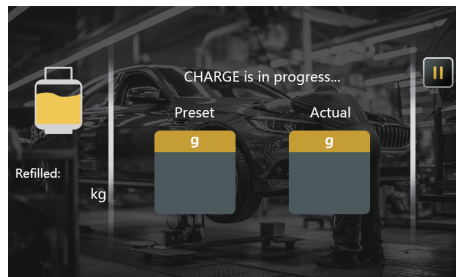 CHARGE is in progress...
Preset
Actual
g
g
Refilled:
kg